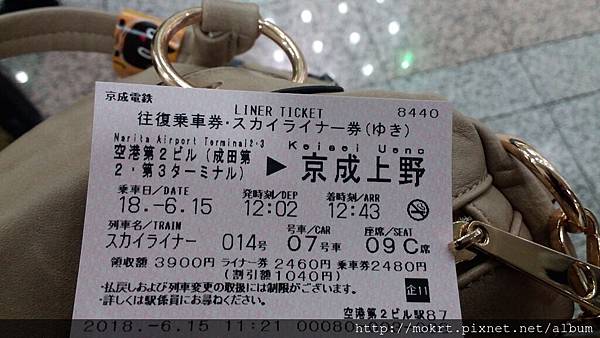 京成電鉄
LINER TICKET 8440
往復乗車券・スカイライナー券(ゆき)
Narita Airport Terminal2・3 Keisei Ueno
空港第2ビル(成田第2・第3ターミナル) ▶ 京成上野
乗車日/DATE 発時刻/DEP 着時刻/ARR
18.-6.15 12:02 12:43
列車名/TRAIN 号車/CAR 座席/SEAT
スカイライナー 014号 07号車 09C席
領収額 3900円 ライナー券 2460円 乗車券2480円
(割引額1040円)
・払戻しおよび列車変更の取扱には制限がございます。
・詳しくは駅係員にお尋ねください。
企11
空港第2ビル駅87
2018.-6.15 11:21 00080
http://mokrt.pixnet.net/album